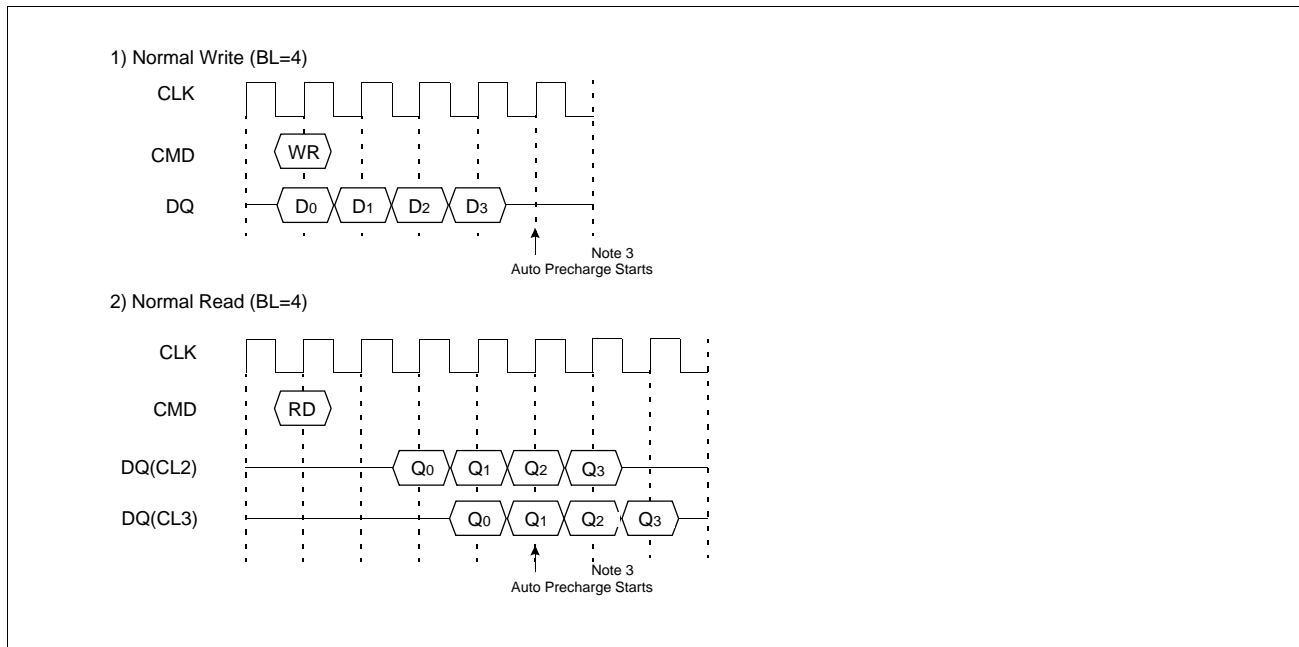 1) Normal Write (BL=4)
CLK
CMD WR
DQ D0 D1 D2 D3
Note 3
Auto Precharge Starts
2) Normal Read (BL=4)
CLK
CMD RD
DQ(CL2) Q0 Q1 Q2 Q3
DQ(CL3) Q0 Q1 Q2 Q3
Note 3
Auto Precharge Starts